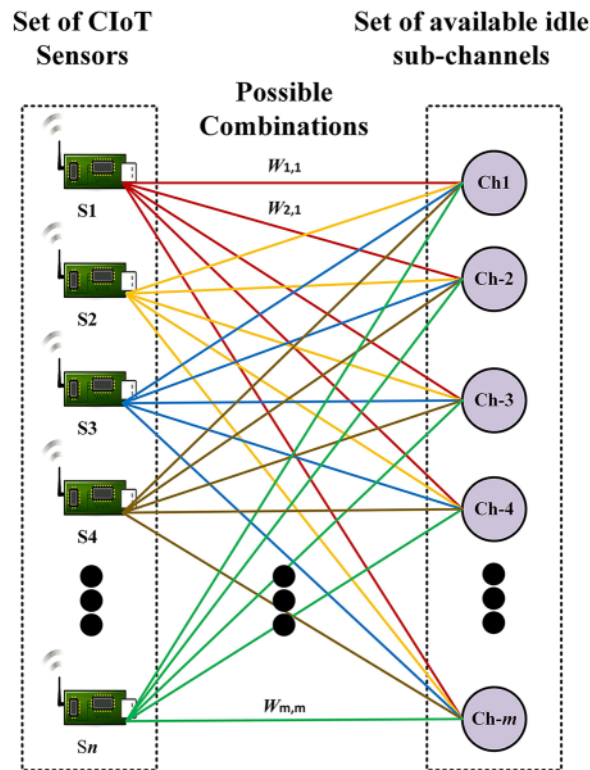 Set of CIoT
Sensors
Set of available idle
sub-channels
Possible
Combinations
W1,1
W2,1
S1
Ch1
S2
Ch-2
S3
Ch-3
S4
Ch-4
Wm,m
Sn
Ch-m